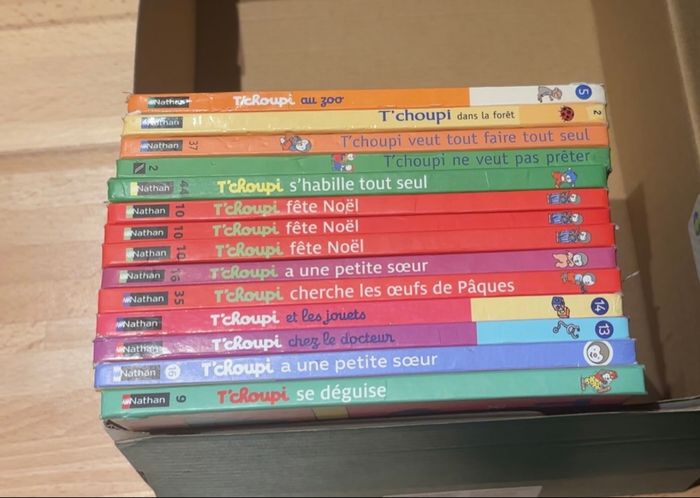 Nathan T'choupi au zoo 5
Nathan T'choupi dans la forêt 2
Nathan 37 T'choupi veut tout faire tout seul
2 T'choupi ne veut pas prêter
Nathan 44 T'choupi s'habille tout seul
Nathan 10 T'choupi fête Noël
Nathan 10 T'choupi fête Noël
Nathan 10 T'choupi fête Noël
Nathan 16 T'choupi a une petite sœur
Nathan 35 T'choupi cherche les œufs de Pâques
Nathan T'choupi et les jouets 14
Nathan T'choupi chez le docteur 13
Nathan 16 T'choupi a une petite sœur
Nathan 9 T'choupi se déguise